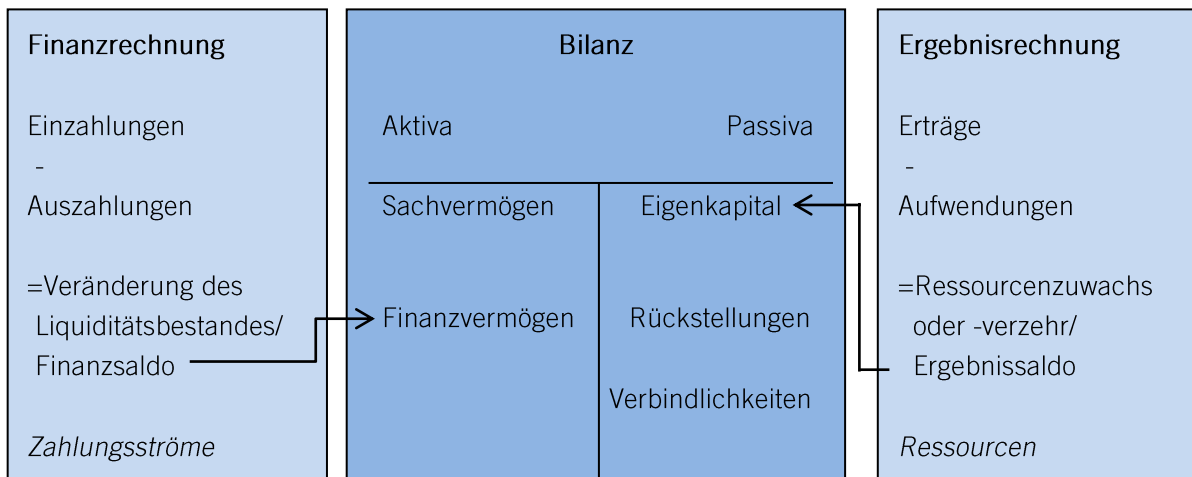 Finanzrechnung
Einzahlungen
-
Auszahlungen
=Veränderung des
Liquiditätsbestandes/
Finanzsaldo
Zahlungsströme
Bilanz
Aktiva
Passiva
Sachvermögen
Eigenkapital
Finanzvermögen
Rückstellungen
Verbindlichkeiten
Ergebnisrechnung
Erträge
-
Aufwendungen
=Ressourcenzuwachs
oder -verzehr/
Ergebnissaldo
Ressourcen